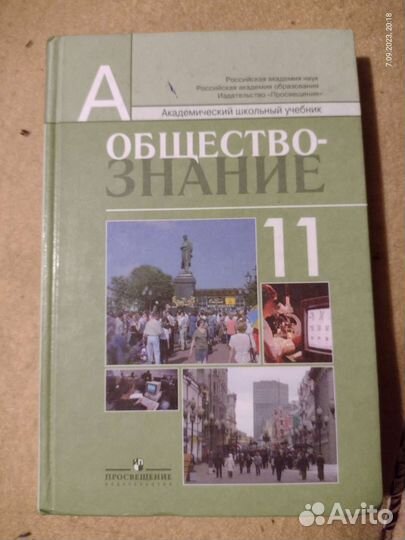 7.09.2023, 20:18
А
Российская академия наук
Российская академия образования
Издательство «Просвещение»
Академический школьный учебник
ОБЩЕСТВО-
ЗНАНИЕ
11
ПРОСВЕЩЕНИЕ
ИЗДАТЕЛЬСТВО
Avito